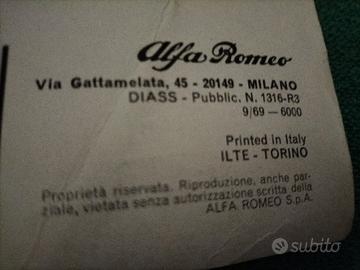 Alfa Romeo
Via Gattamelata, 45 - 20149 - MILANO
DIASS - Pubblic. N. 1316-R3
9/69 - 6000
Printed in Italy
ILTE - TORINO
Proprietà riservata. Riproduzione, anche par-
ziale, vietata senza autorizzazione scritta della
ALFA ROMEO S.p.A.
subito